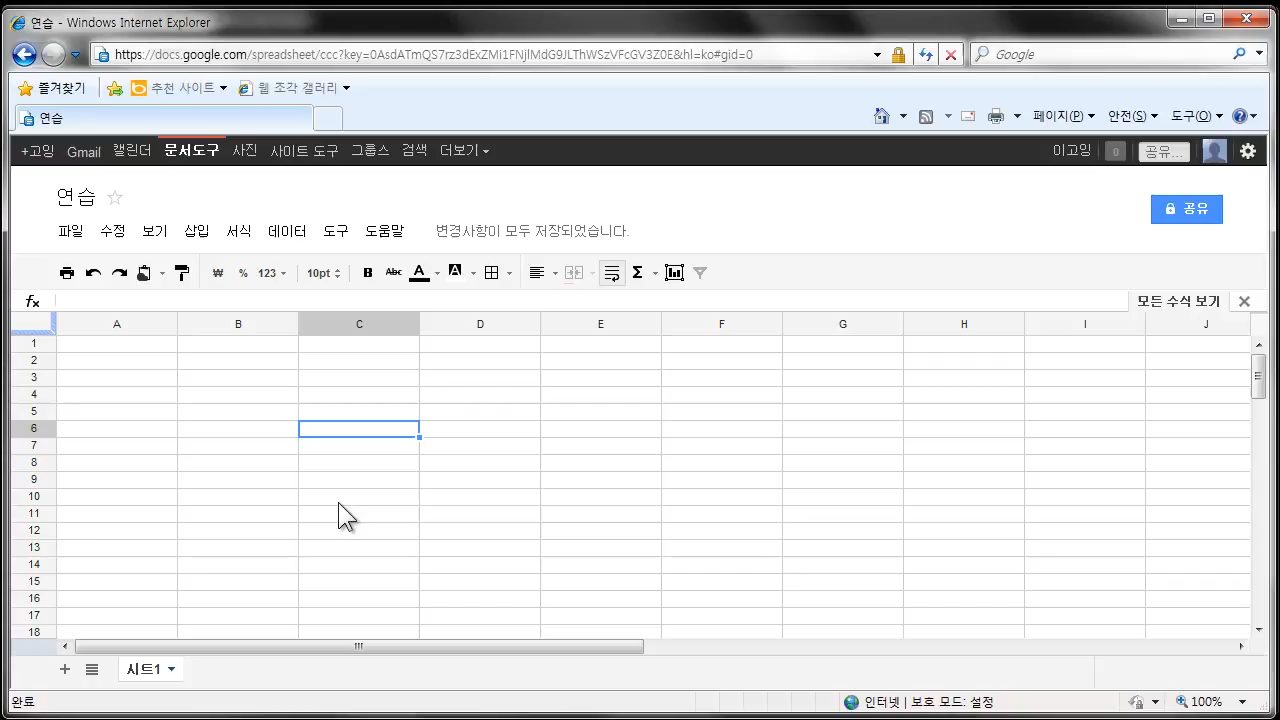 연습 - Windows Internet Explorer
https://docs.google.com/spreadsheet/ccc?key=0AsdATmQS7rz3dExZMi1FNjlMdG9JLThWSzVFcGV3Z0E&hl=ko#gid=0
Google
즐겨찾기 추천 사이트 웹 조각 갤러리
연습 페이지(P) 안전(S) 도구(O)
+고잉 Gmail 캘린더 문서도구 사진 사이트 도구 그룹스 검색 더보기 이고잉 0 공유...
연습 공유
파일 수정 보기 삽입 서식 데이터 도구 도움말 변경사항이 모두 저장되었습니다.
₩ % 123 10pt B Abc A A Σ
fx 모든 수식 보기
A B C D E F G H I J
1
2
3
4
5
6
7
8
9
10
11
12
13
14
15
16
17
18
시트1
완료 인터넷 | 보호 모드: 설정 100%